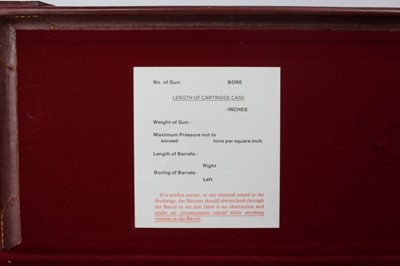 No. of Gun: BORE
LENGTH OF CARTRIDGE CASE
: INCHES
Weight of Gun:-
Maximum Pressure not to
exceed tons per square inch
Length of Barrels:-
Right
Boring of Barrels:-
Left
If a misfire occurs, or any unusual sound in the
discharge, the Shooter should always look through
the Barrel to see that there is no obstruction and
under no circumstances reload while anything
remains in the Barrel.